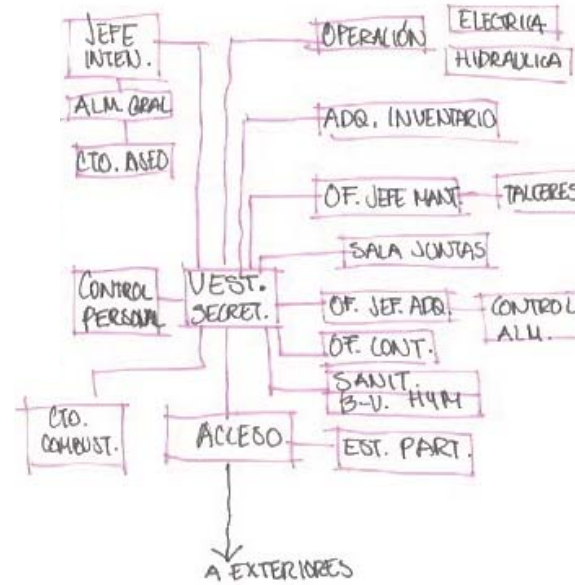 JEFE
INTEN.
ALM. GRAL
CTO. ASEO
OPERACIÓN
ELECTRICA
HIDRAULICA
ADQ. INVENTARIO
OF. JEFE MANT.
TALLERES
SALA JUNTAS
CONTROL
PERSONAL
VEST.
SECRET.
OF. JEF. ADQ.
CONTROL
ALM.
OF. CONT.
SANIT.
B-V. HYM
CTO.
COMBUST.
ACCESO
EST. PART.
A EXTERIORES